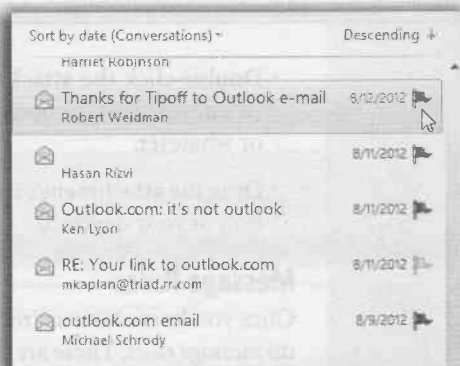 Sort by date (Conversations)
Descending
Harriet Robinson
Thanks for Tipoff to Outlook e-mail 8/12/2012
Robert Weidman
8/11/2012
Hasan Rizvi
Outlook.com: it's not outlook 8/11/2012
Ken Lyon
RE: Your link to outlook.com 8/11/2012
mkaplan@triad.rr.com
outlook.com email 8/9/2012
Michael Schrody